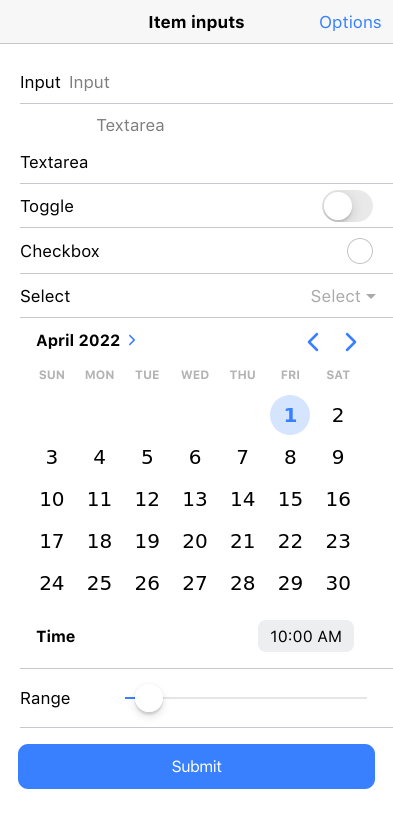 Item inputs Options
Input Input
Textarea
Textarea
Toggle
Checkbox
Select Select
April 2022
SUN MON TUE WED THU FRI SAT
1 2
3 4 5 6 7 8 9
10 11 12 13 14 15 16
17 18 19 20 21 22 23
24 25 26 27 28 29 30
Time 10:00 AM
Range
Submit